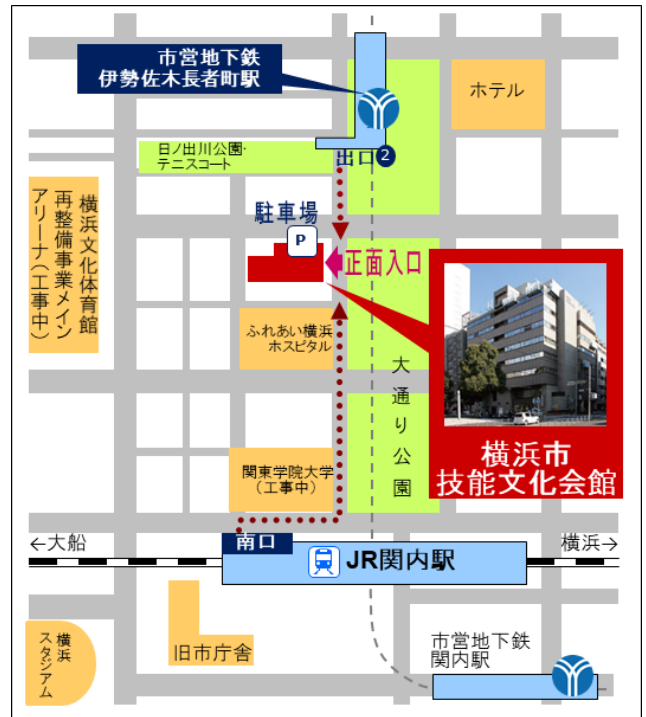 市営地下鉄
伊勢佐木長者町駅
ホテル
日ノ出川公園・
テニスコート
出口2
横浜文化体育館
再整備事業メイン
アリーナ(工事中)
駐車場
P
正面入口
ふれあい横浜
ホスピタル
大通り公園
横浜市
技能文化会館
関東学院大学
(工事中)
←大船
南口
横浜→
JR関内駅
横浜
スタジアム
旧市庁舎
市営地下鉄
関内駅